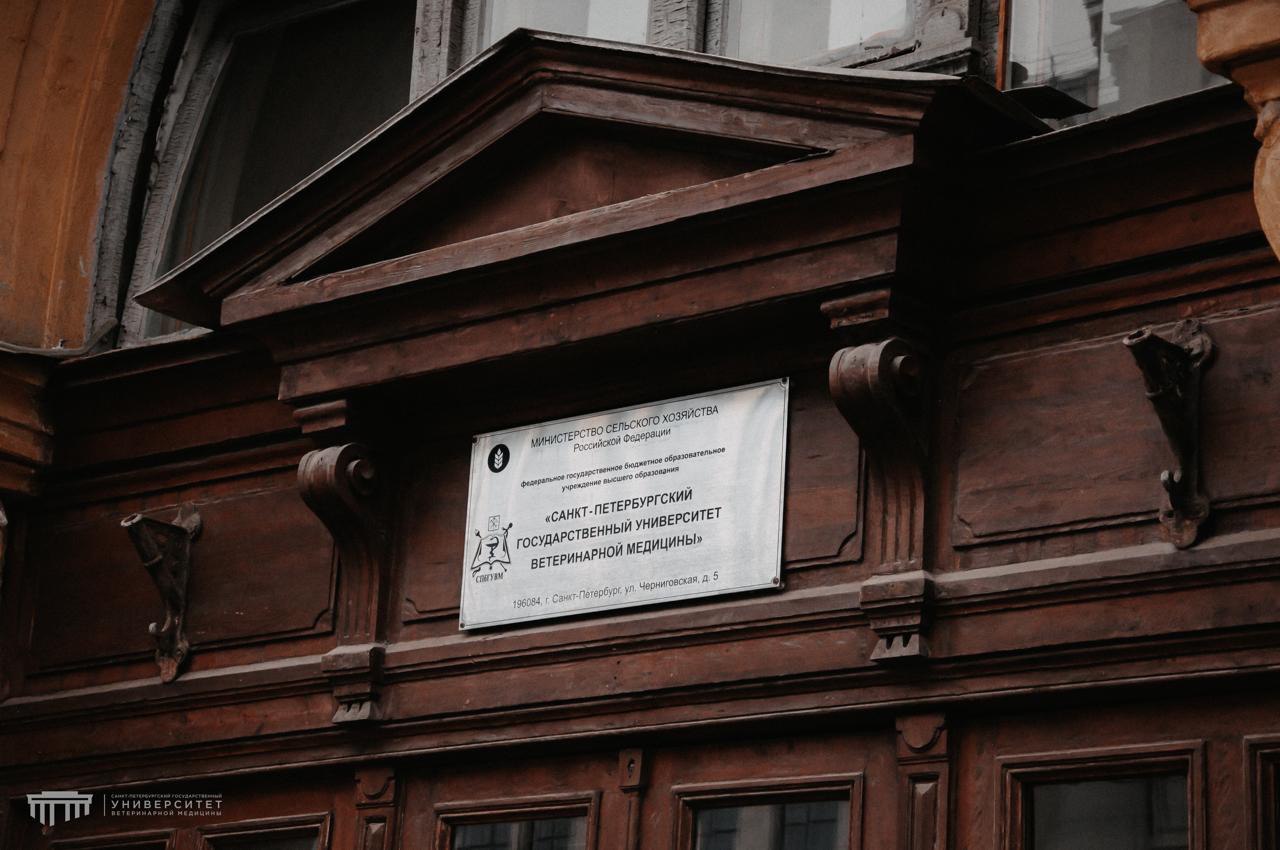 МИНИСТЕРСТВО СЕЛЬСКОГО ХОЗЯЙСТВА
Российской Федерации
федеральное государственное бюджетное образовательное
учреждение высшего образования
«САНКТ-ПЕТЕРБУРГСКИЙ
ГОСУДАРСТВЕННЫЙ УНИВЕРСИТЕТ
ВЕТЕРИНАРНОЙ МЕДИЦИНЫ»
СПбГУВМ
196084, г. Санкт-Петербург, ул. Черниговская, д. 5
САНКТ-ПЕТЕРБУРГСКИЙ ГОСУДАРСТВЕННЫЙ
УНИВЕРСИТЕТ
ВЕТЕРИНАРНОЙ МЕДИЦИНЫ